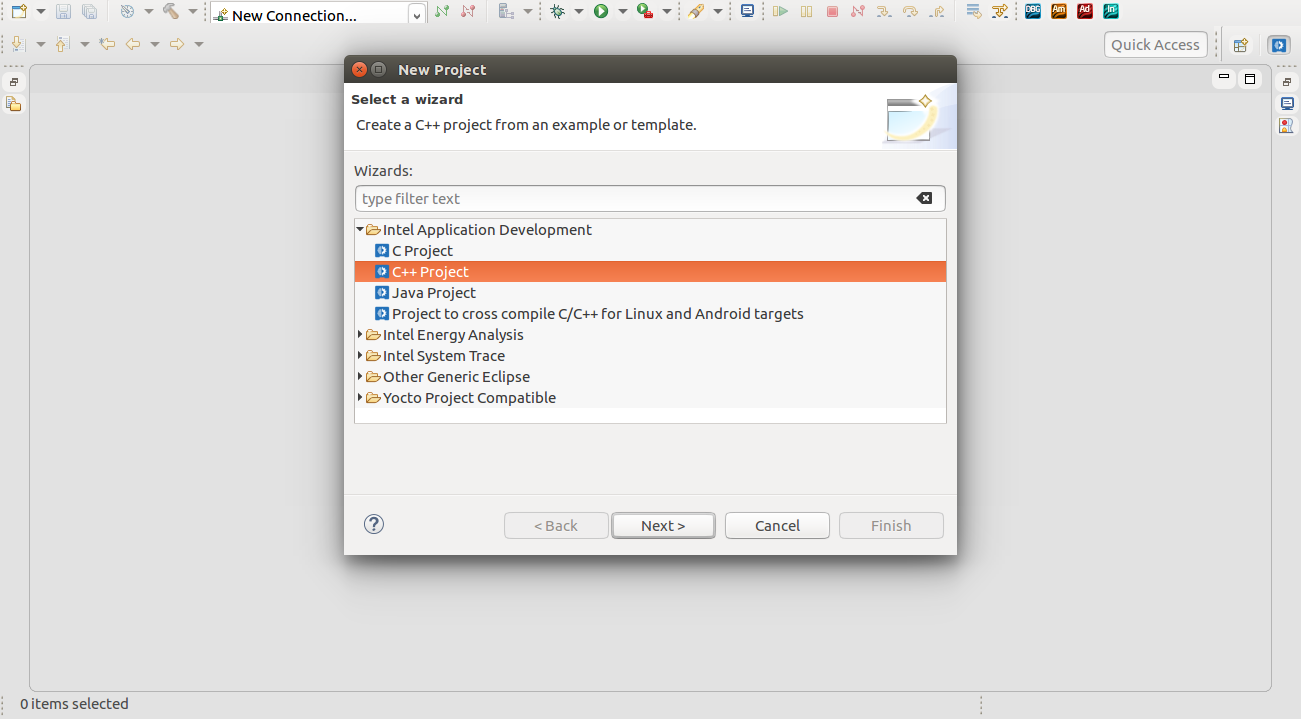 New Connection...
DBG Am Ad In
Quick Access
New Project
Select a wizard
Create a C++ project from an example or template.
Wizards:
type filter text
Intel Application Development
C Project
C++ Project
Java Project
Project to cross compile C/C++ for Linux and Android targets
Intel Energy Analysis
Intel System Trace
Other Generic Eclipse
Yocto Project Compatible
?
< Back Next > Cancel Finish
0 items selected